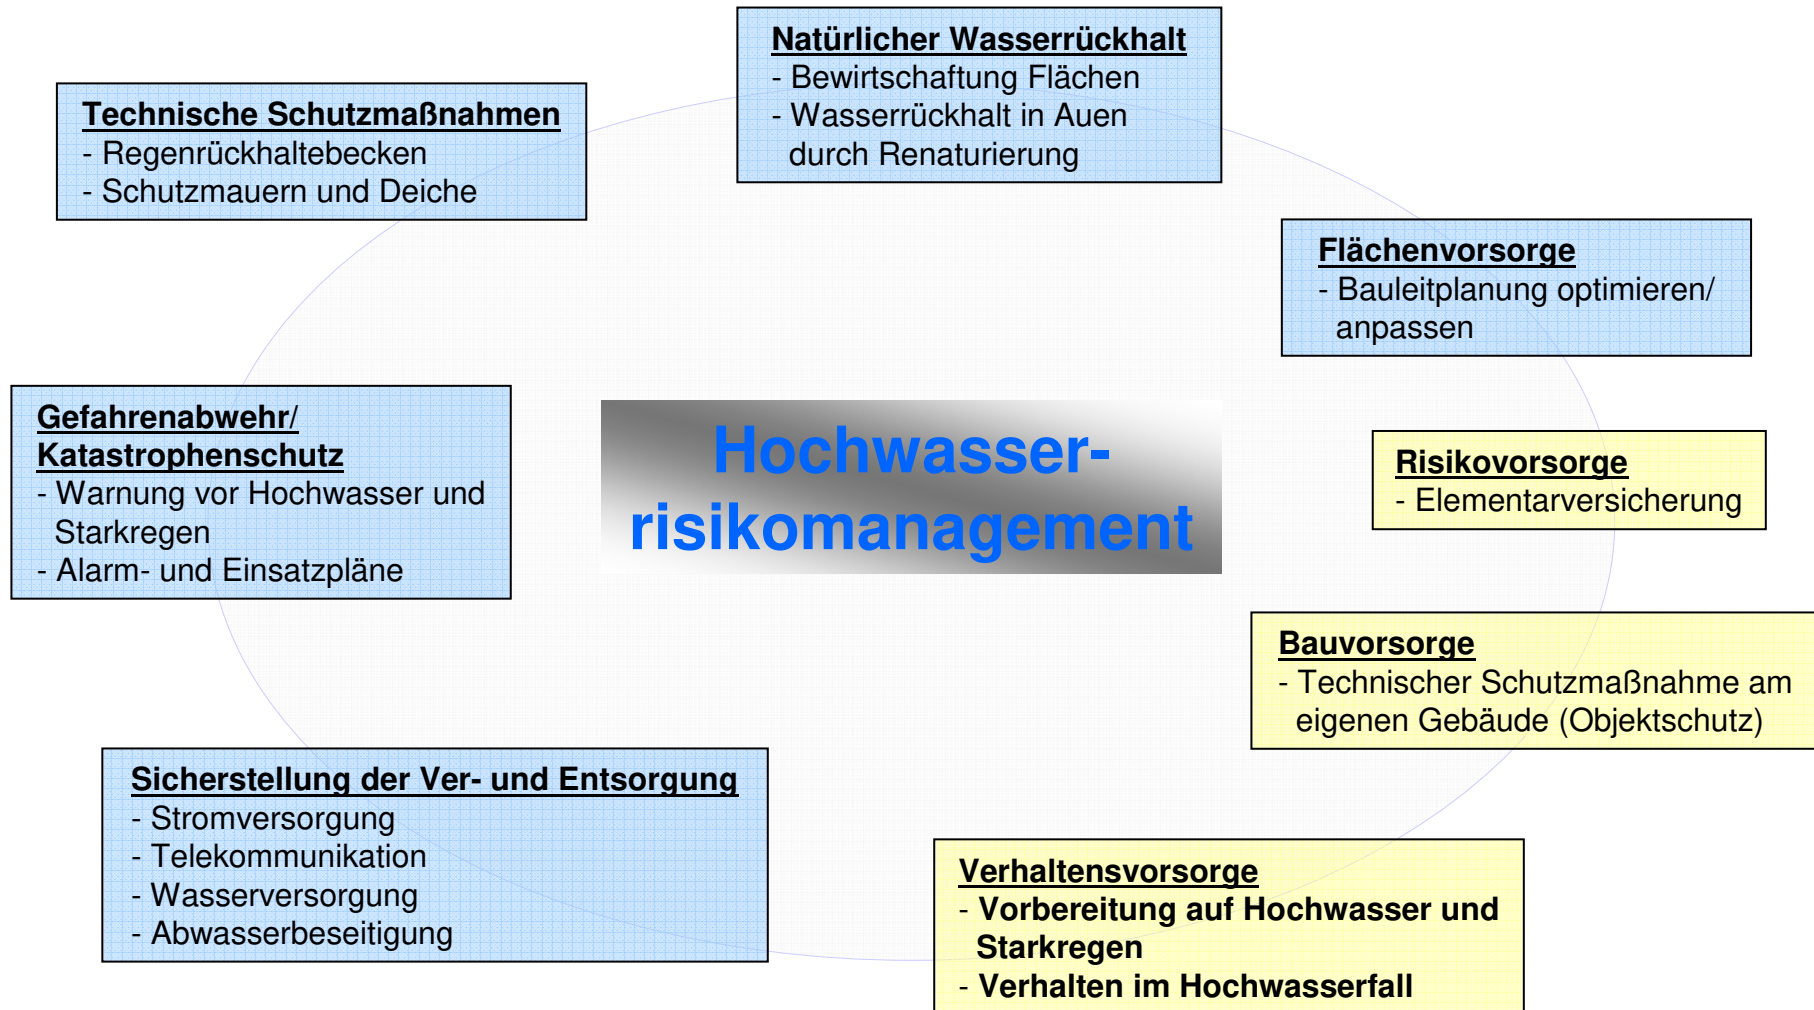 Natürlicher Wasserrückhalt
- Bewirtschaftung Flächen
- Wasserrückhalt in Auen
durch Renaturierung
Technische Schutzmaßnahmen
- Regenrückhaltebecken
- Schutzmauern und Deiche
Flächenvorsorge
- Bauleitplanung optimieren/
anpassen
Gefahrenabwehr/
Katastrophenschutz
- Warnung vor Hochwasser und
Starkregen
- Alarm- und Einsatzpläne
Hochwasser-
risikomanagement
Risikovorsorge
- Elementarversicherung
Bauvorsorge
- Technischer Schutzmaßnahme am
eigenen Gebäude (Objektschutz)
Sicherstellung der Ver- und Entsorgung
- Stromversorgung
- Telekommunikation
- Wasserversorgung
- Abwasserbeseitigung
Verhaltensvorsorge
- Vorbereitung auf Hochwasser und
Starkregen
- Verhalten im Hochwasserfall